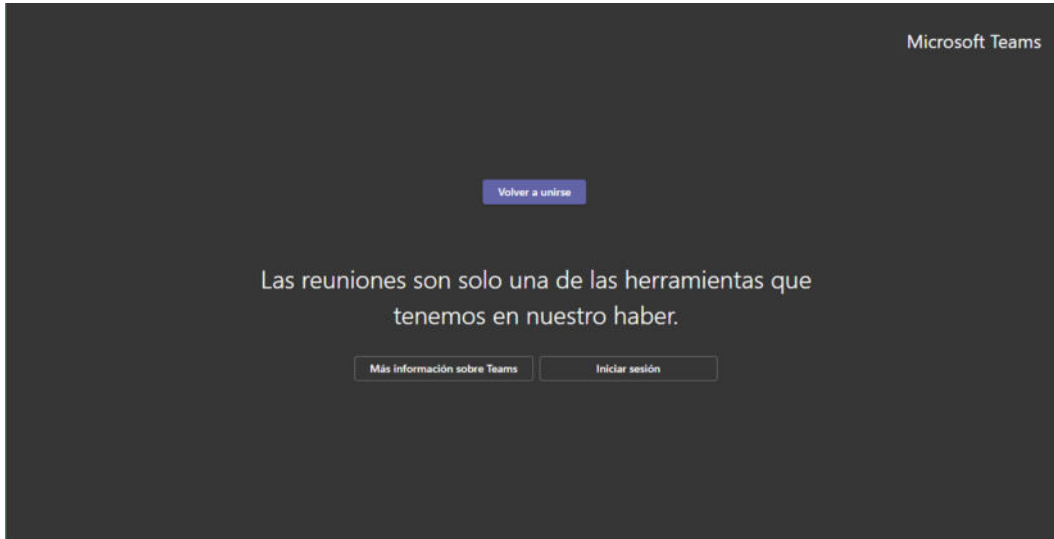 Microsoft Teams
Volver a unirse
Las reuniones son solo una de las herramientas que
tenemos en nuestro haber.
Más información sobre Teams
Iniciar sesión